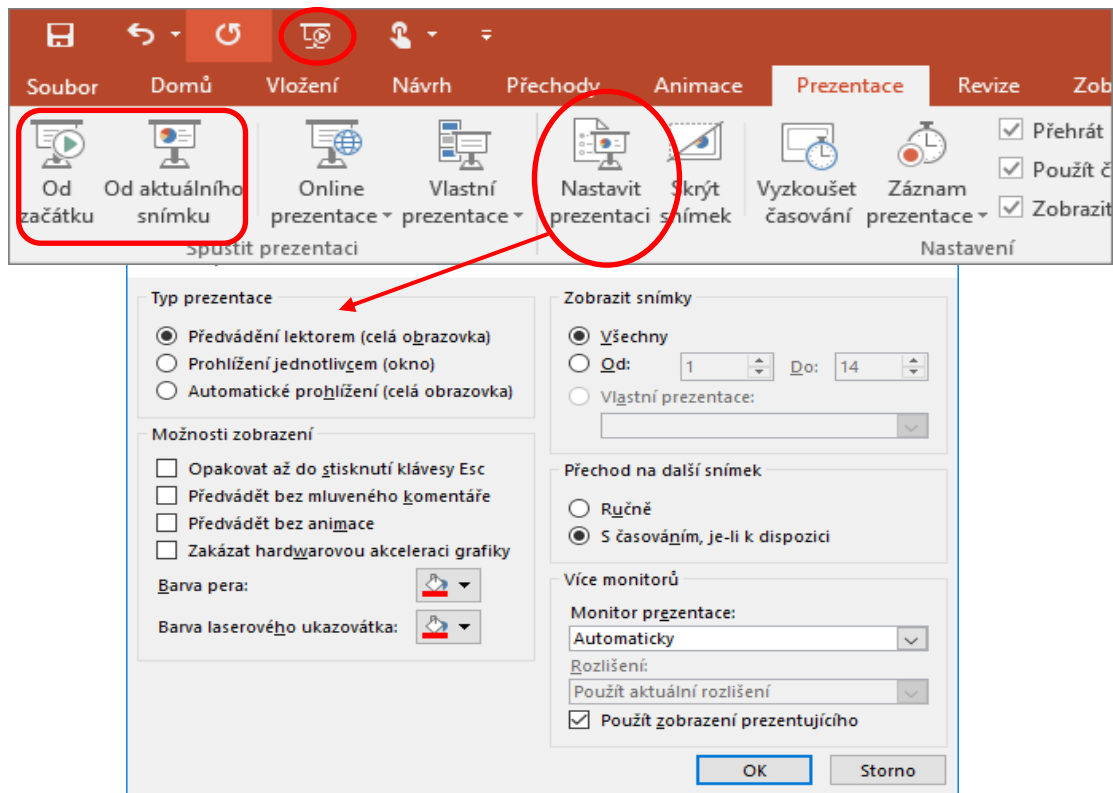 Soubor Domů Vložení Návrh Přechody Animace Prezentace Revize Zob
Od začátku
Od aktuálního snímku
Online prezentace
Vlastní prezentace
Nastavit prezentaci
Skrýt snímek
Vyzkoušet časování
Záznam prezentace
Přehrát
Použít č
Zobrazit
Spustit prezentaci
Nastavení
Typ prezentace
Předvádění lektorem (celá obrazovka)
Prohlížení jednotlivcem (okno)
Automatické prohlížení (celá obrazovka)
Možnosti zobrazení
Opakovat až do stisknutí klávesy Esc
Předvádět bez mluveného komentáře
Předvádět bez animace
Zakázat hardwarovou akceleraci grafiky
Barva pera:
Barva laserového ukazovátka:
Zobrazit snímky
Všechny
Od: 1 Do: 14
Vlastní prezentace:
Přechod na další snímek
Ručně
S časováním, je-li k dispozici
Více monitorů
Monitor prezentace:
Automaticky
Rozlišení:
Použít aktuální rozlišení
Použít zobrazení prezentujícího
OK Storno